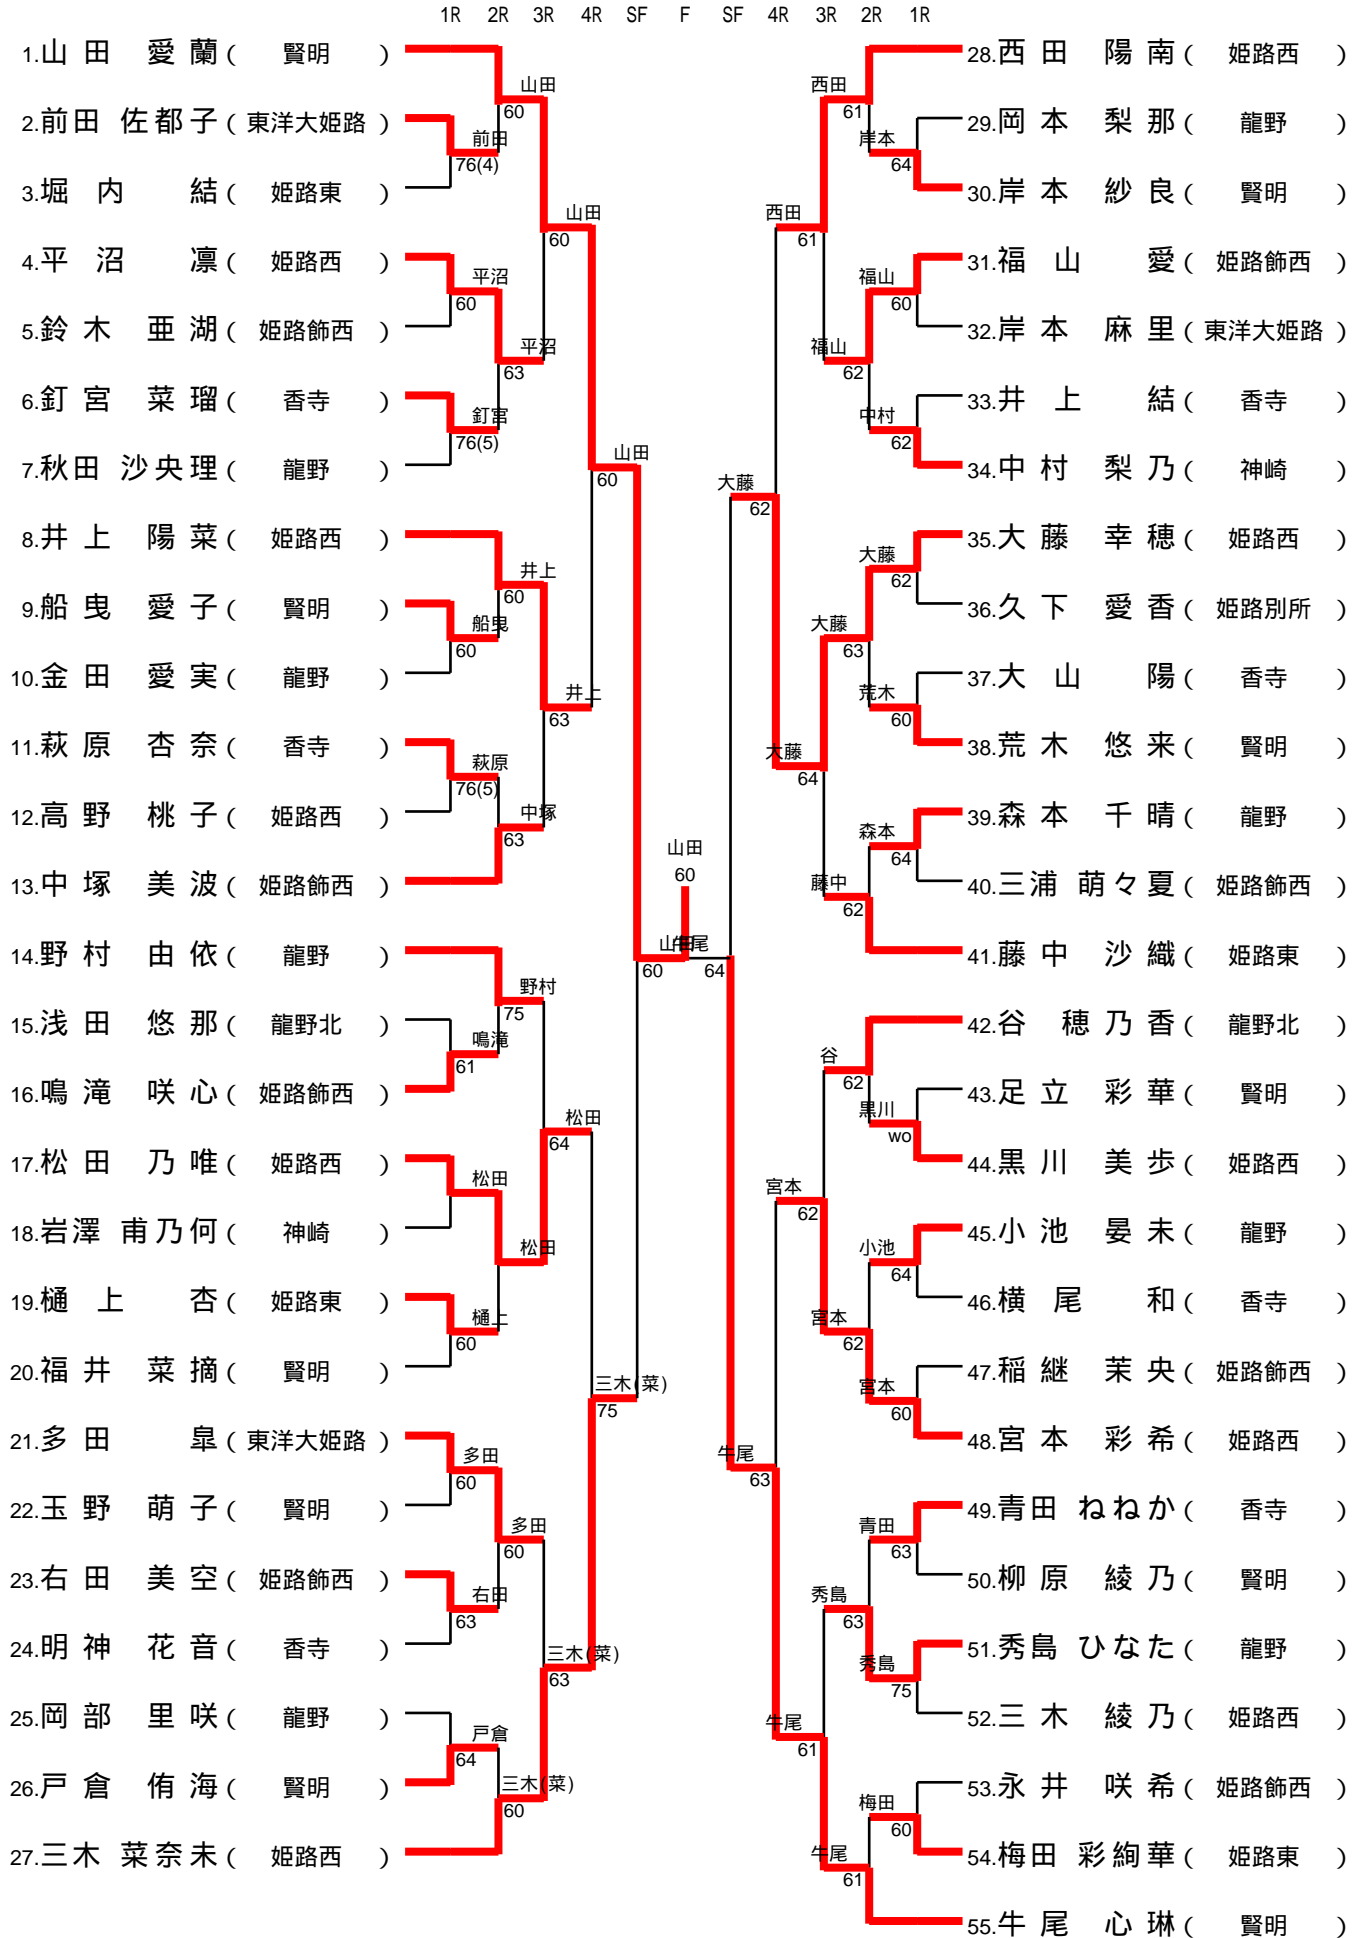 1R 2R 3R 4R SF F SF 4R 3R 2R 1R
1.山田 愛蘭( 賢明 )
2.前田 佐都子( 東洋大姫路 )
3.堀内 結( 姫路東 )
4.平沼 凛( 姫路西 )
5.鈴木 亜湖( 姫路飾西 )
6.釘宮 菜瑠( 香寺 )
7.秋田 沙央理( 龍野 )
8.井上 陽菜( 姫路西 )
9.船曳 愛子( 賢明 )
10.金田 愛実( 龍野 )
11.萩原 杏奈( 香寺 )
12.高野 桃子( 姫路西 )
13.中塚 美波( 姫路飾西 )
14.野村 由依( 龍野 )
15.浅田 悠那( 龍野北 )
16.鳴滝 咲心( 姫路飾西 )
17.松田 乃唯( 姫路西 )
18.岩澤 甫乃何( 神崎 )
19.樋上 杏( 姫路東 )
20.福井 菜摘( 賢明 )
21.多田 皐( 東洋大姫路 )
22.玉野 萌子( 賢明 )
23.右田 美空( 姫路飾西 )
24.明神 花音( 香寺 )
25.岡部 里咲( 龍野 )
26.戸倉 侑海( 賢明 )
27.三木 菜奈未( 姫路西 )
前田
76(4)
平沼
60
釘宮
76(5)
船曳
60
萩原
76(5)
鳴滝
61
松田
樋上
60
多田
60
右田
63
戸倉
64
山田
60
平沼
63
井上
60
中塚
63
野村
75
松田
多田
60
三木(菜)
60
山田
60
井上
63
松田
64
三木(菜)
63
山田
60
三木(菜)
75
山田
60
山田
60
牛尾
64
大藤
62
牛尾
63
西田
61
大藤
64
宮本
62
牛尾
61
西田
61
福山
62
大藤
63
藤中
62
谷
62
宮本
62
秀島
63
牛尾
61
岸本
64
福山
60
中村
62
大藤
62
荒木
60
森本
64
黒川
wo
小池
64
宮本
60
青田
63
秀島
75
梅田
60
28.西田 陽南( 姫路西 )
29.岡本 梨那( 龍野 )
30.岸本 紗良( 賢明 )
31.福山 愛( 姫路飾西 )
32.岸本 麻里( 東洋大姫路 )
33.井上 結( 香寺 )
34.中村 梨乃( 神崎 )
35.大藤 幸穂( 姫路西 )
36.久下 愛香( 姫路別所 )
37.大山 陽( 香寺 )
38.荒木 悠来( 賢明 )
39.森本 千晴( 龍野 )
40.三浦 萌々夏( 姫路飾西 )
41.藤中 沙織( 姫路東 )
42.谷 穂乃香( 龍野北 )
43.足立 彩華( 賢明 )
44.黒川 美歩( 姫路西 )
45.小池 晏未( 龍野 )
46.横尾 和( 香寺 )
47.稲継 茉央( 姫路飾西 )
48.宮本 彩希( 姫路西 )
49.青田 ねねか( 香寺 )
50.柳原 綾乃( 賢明 )
51.秀島 ひなた( 龍野 )
52.三木 綾乃( 姫路西 )
53.永井 咲希( 姫路飾西 )
54.梅田 彩絢華( 姫路東 )
55.牛尾 心琳( 賢明 )